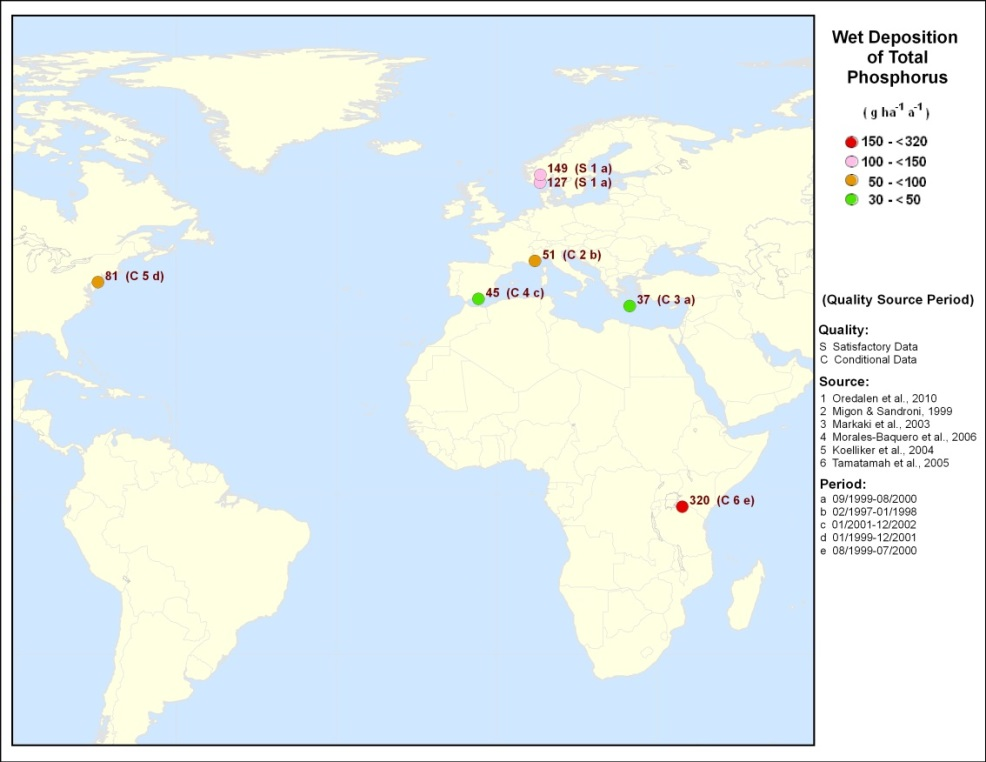 Wet Deposition
of Total
Phosphorus
( g ha-1 a-1 )
150 - <320
100 - <150
50 - <100
30 - <50
149 (S 1 a)
127 (S 1 a)
51 (C 2 b)
81 (C 5 d)
45 (C 4 c)
37 (C 3 a)
320 (C 6 e)
(Quality Source Period)
Quality:
S Satisfactory Data
C Conditional Data
Source:
1 Oredalen et al., 2010
2 Migon & Sandroni, 1999
3 Markaki et al., 2003
4 Morales-Baquero et al., 2006
5 Koelliker et al., 2004
6 Tamatamah et al., 2005
Period:
a 09/1999-08/2000
b 02/1997-01/1998
c 01/2001-12/2002
d 01/1999-12/2001
e 08/1999-07/2000